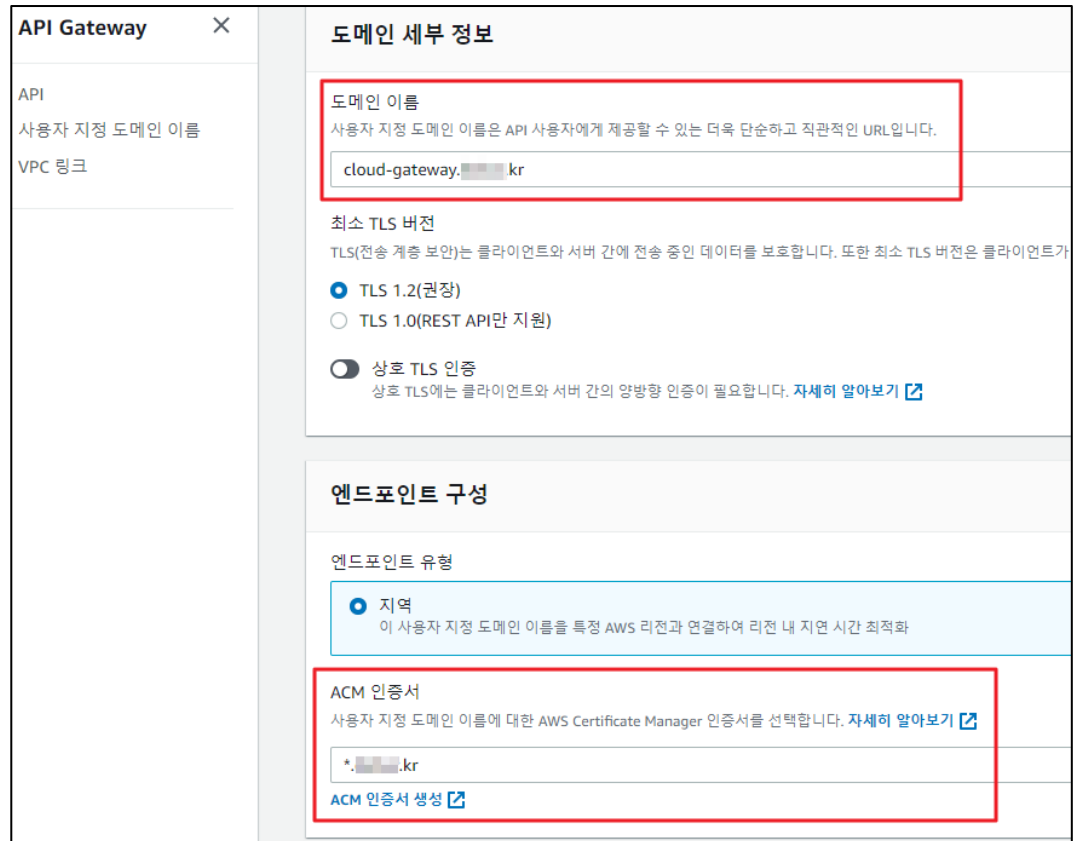 API Gateway
API
사용자 지정 도메인 이름
VPC 링크
도메인 세부 정보
도메인 이름
사용자 지정 도메인 이름은 API 사용자에게 제공할 수 있는 더욱 단순하고 직관적인 URL입니다.
cloud-gateway. .kr
최소 TLS 버전
TLS(전송 계층 보안)는 클라이언트와 서버 간에 전송 중인 데이터를 보호합니다. 또한 최소 TLS 버전은 클라이언트가
TLS 1.2(권장)
TLS 1.0(REST API만 지원)
상호 TLS 인증
상호 TLS에는 클라이언트와 서버 간의 양방향 인증이 필요합니다. 자세히 알아보기
엔드포인트 구성
엔드포인트 유형
지역
이 사용자 지정 도메인 이름을 특정 AWS 리전과 연결하여 리전 내 지연 시간 최적화
ACM 인증서
사용자 지정 도메인 이름에 대한 AWS Certificate Manager 인증서를 선택합니다. 자세히 알아보기
*. .kr
ACM 인증서 생성